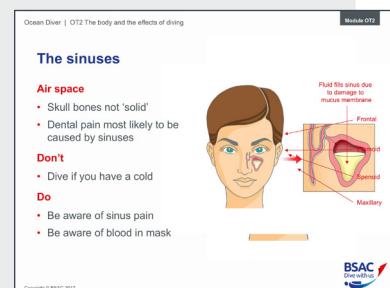 Ocean Diver | OT2 The body and the effects of diving
Module OT2
The sinuses
Air space
• Skull bones not 'solid'
• Dental pain most likely to be
caused by sinuses
Don't
• Dive if you have a cold
Do
• Be aware of sinus pain
• Be aware of blood in mask
Fluid fills sinus due
to damage to
mucus membrane
Frontal
Maxillary
BSAC
Dive with us
Copyright © BSAC 2017